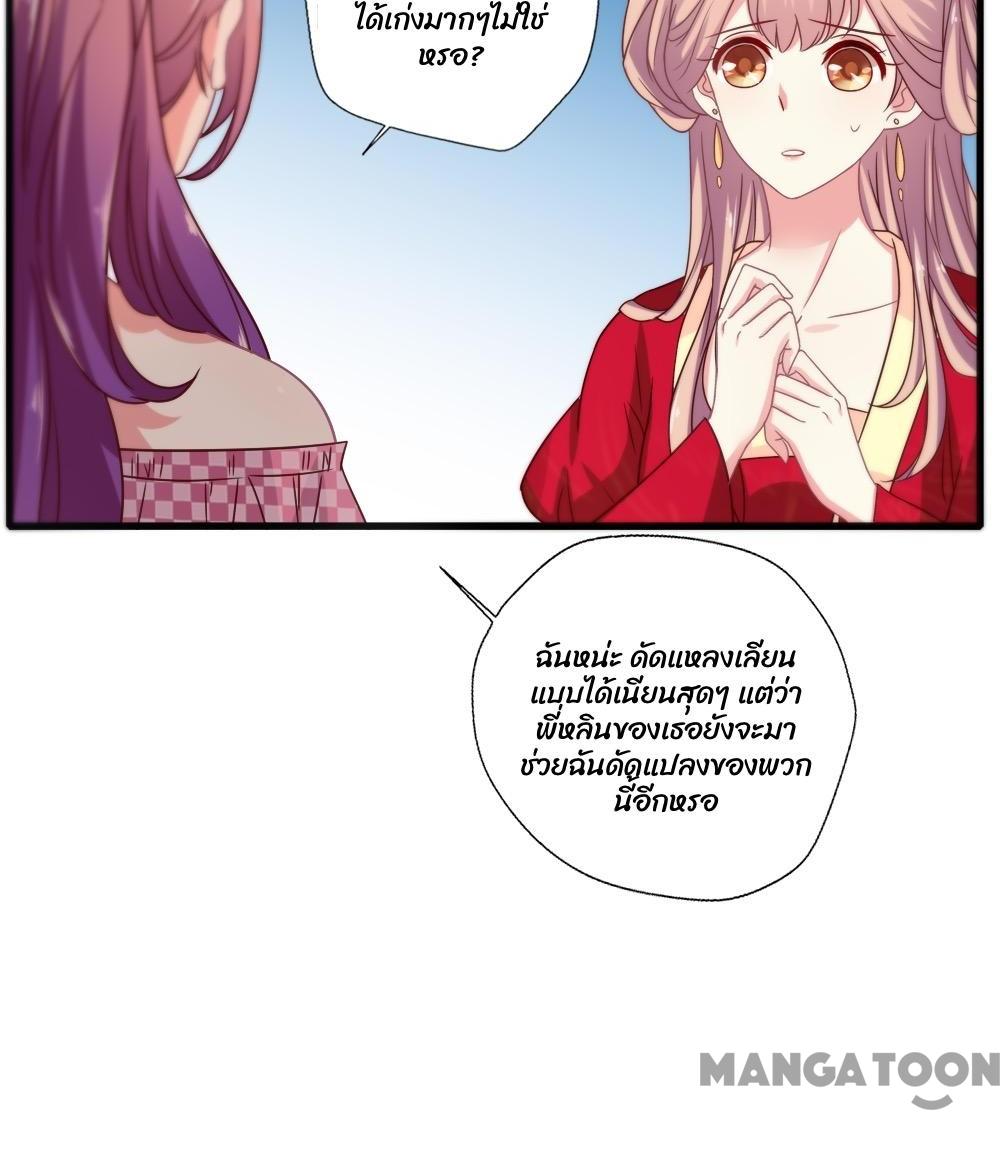 ได้เก่งมากๆไม่ใช่
หรอ?
ฉันหน่ะ ดัดแหลงเลียน
แบบได้เนียนสุดๆ แต่ว่า
พี่หลินของเธอยังจะมา
ช่วยฉันดัดแปลงของพวก
นี้อีกหรอ
MANGATOON